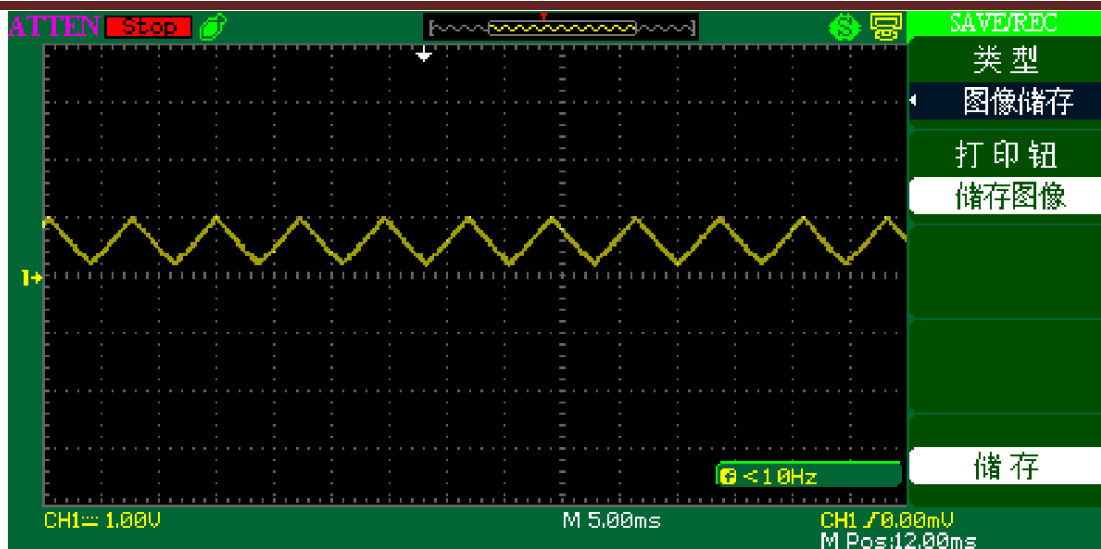 ATTEN Stop
T
S
SAVE/REC
类型
图像储存
打印钮
储存图像
1
f <10Hz
储存
CH1 1.00V M 5.00ms CH1 0.00mV
M Pos:12.00ms